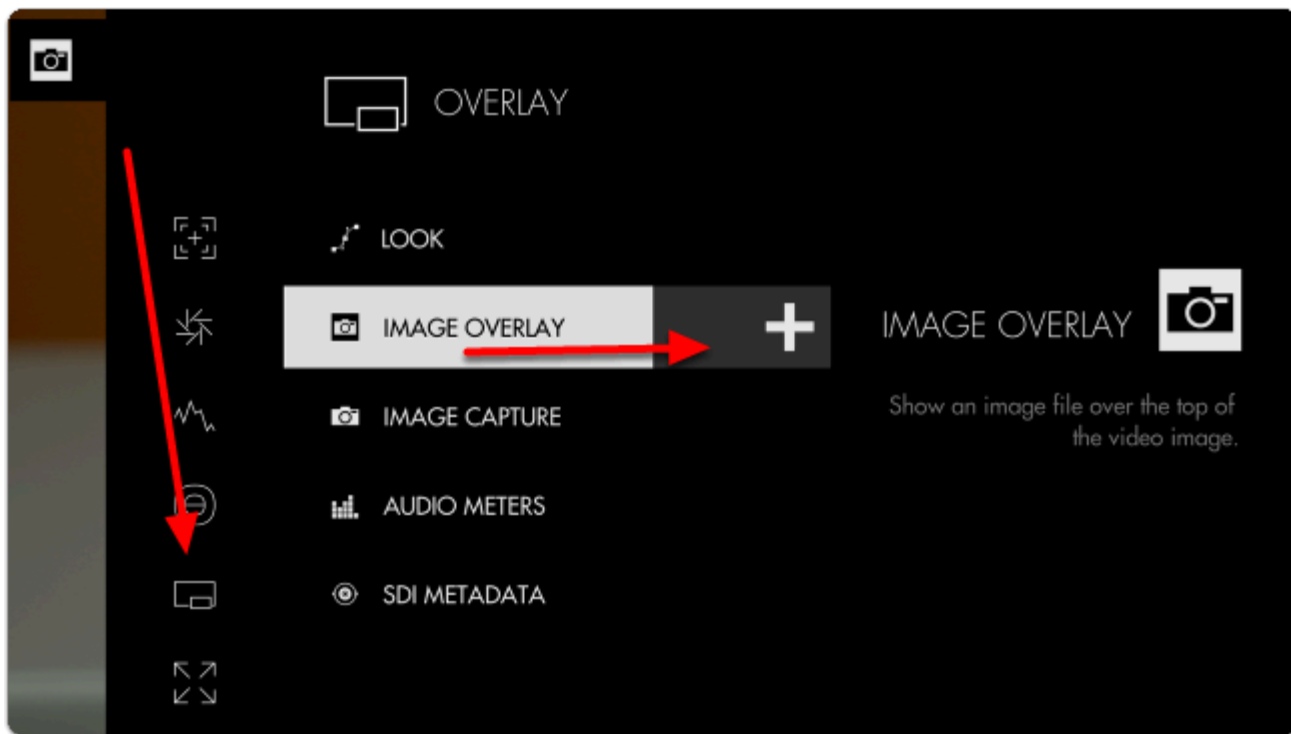 OVERLAY
LOOK
IMAGE OVERLAY
IMAGE OVERLAY
IMAGE CAPTURE
Show an image file over the top of
the video image.
AUDIO METERS
SDI METADATA